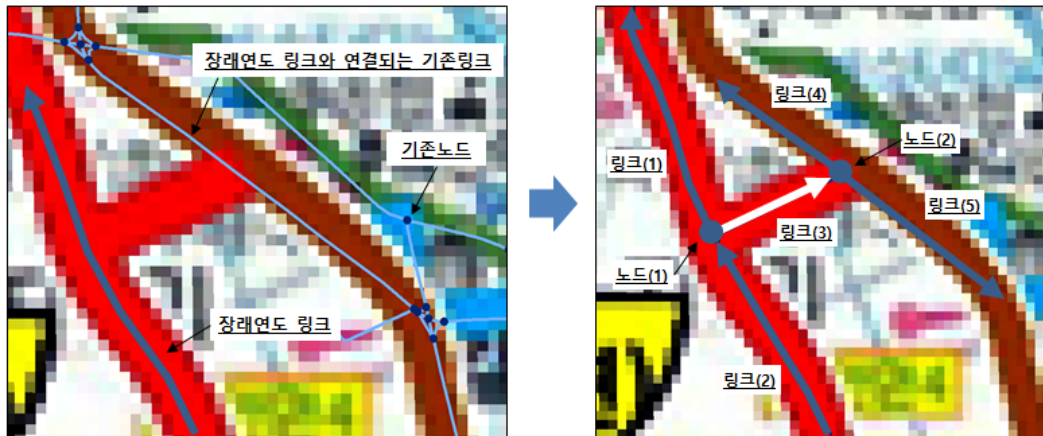 장래연도 링크와 연결되는 기존링크
기존노드
장래연도 링크
링크(4)
노드(2)
링크(1)
링크(5)
링크(3)
노드(1)
링크(2)